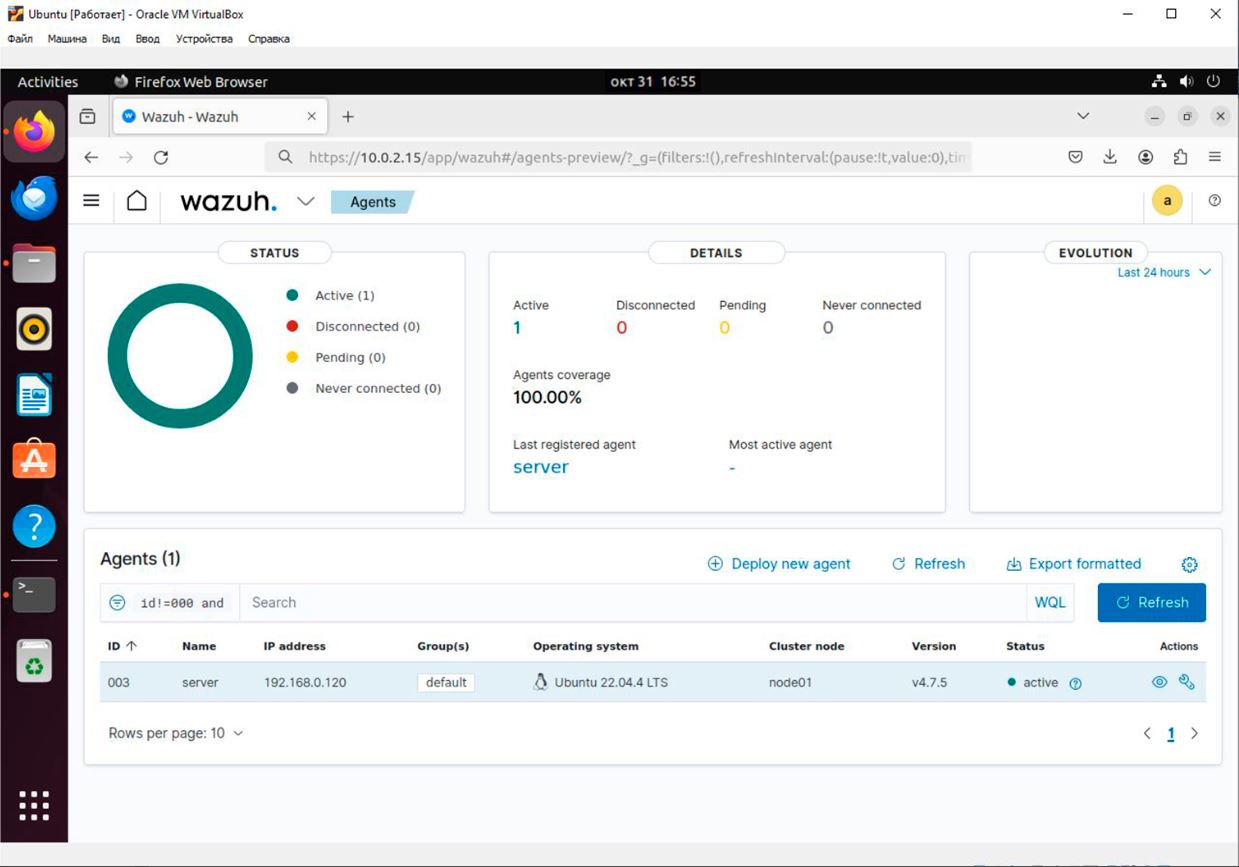 Ubuntu [Работает] - Oracle VM VirtualBox
Файл Машина Вид Ввод Устройства Справка
Activities Firefox Web Browser окт 31 16:55
Wazuh - Wazuh
https://10.0.2.15/app/wazuh#/agents-preview/?_g=(filters:!(),refreshInterval:(pause:!t,value:0),tim
wazuh. Agents a
STATUS
Active (1)
Disconnected (0)
Pending (0)
Never connected (0)
DETAILS
Active Disconnected Pending Never connected
1 0 0 0
Agents coverage
100.00%
Last registered agent Most active agent
server -
EVOLUTION
Last 24 hours
Agents (1) Deploy new agent Refresh Export formatted
id!=000 and Search WQL Refresh
ID Name IP address Group(s) Operating system Cluster node Version Status Actions
003 server 192.168.0.120 default Ubuntu 22.04.4 LTS node01 v4.7.5 active
Rows per page: 10 1